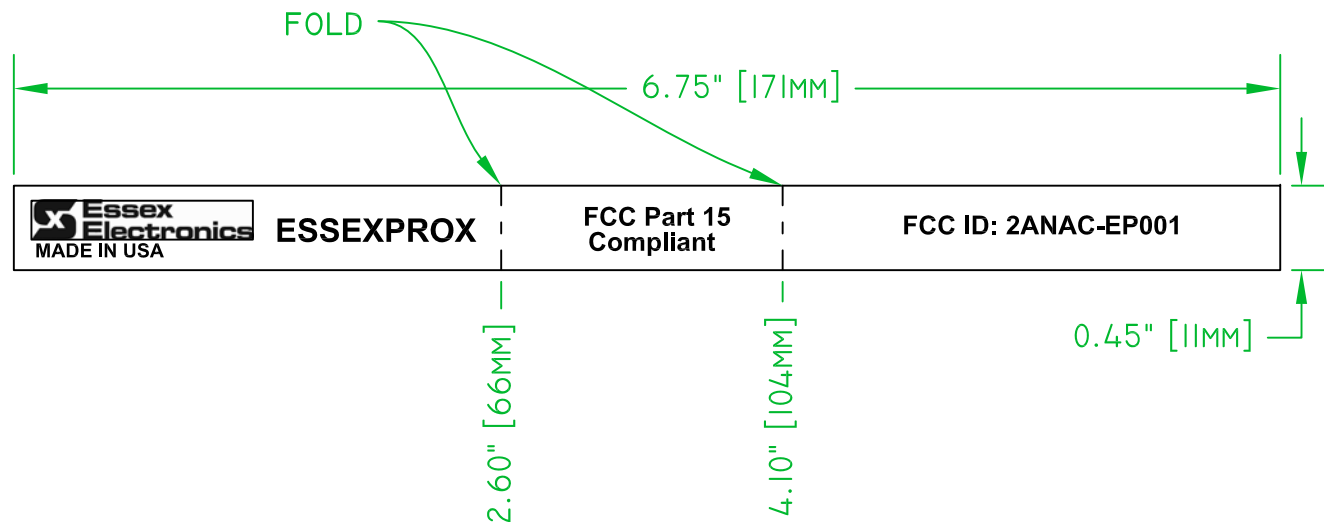 FOLD
6.75" [171MM]
Essex
Electronics
MADE IN USA
ESSEXPROX
FCC Part 15
Compliant
FCC ID: 2ANAC-EP001
0.45" [11MM]
2.60" [66MM]
4.10" [104MM]